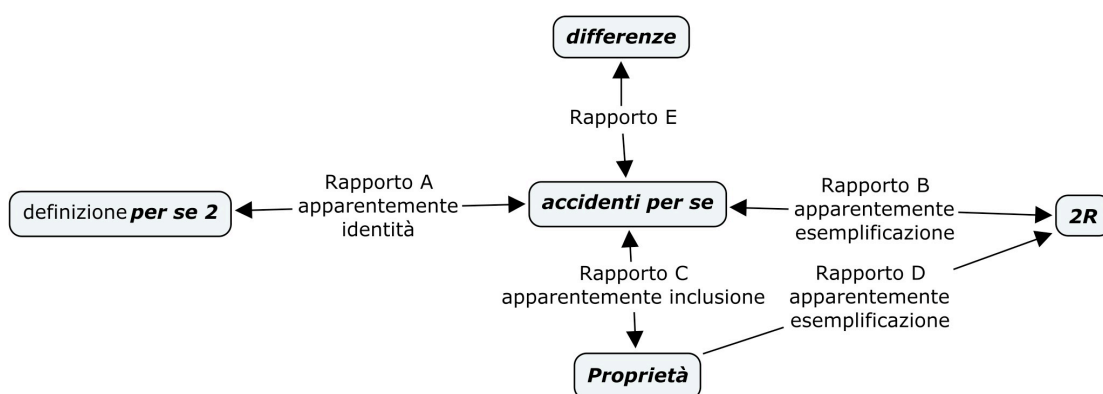 differenze
Rapporto E
definizione per se 2
Rapporto A
apparentemente
identità
accidenti per se
Rapporto B
apparentemente
esemplificazione
2R
Rapporto C
apparentemente inclusione
Rapporto D
apparentemente
esemplificazione
Proprietà